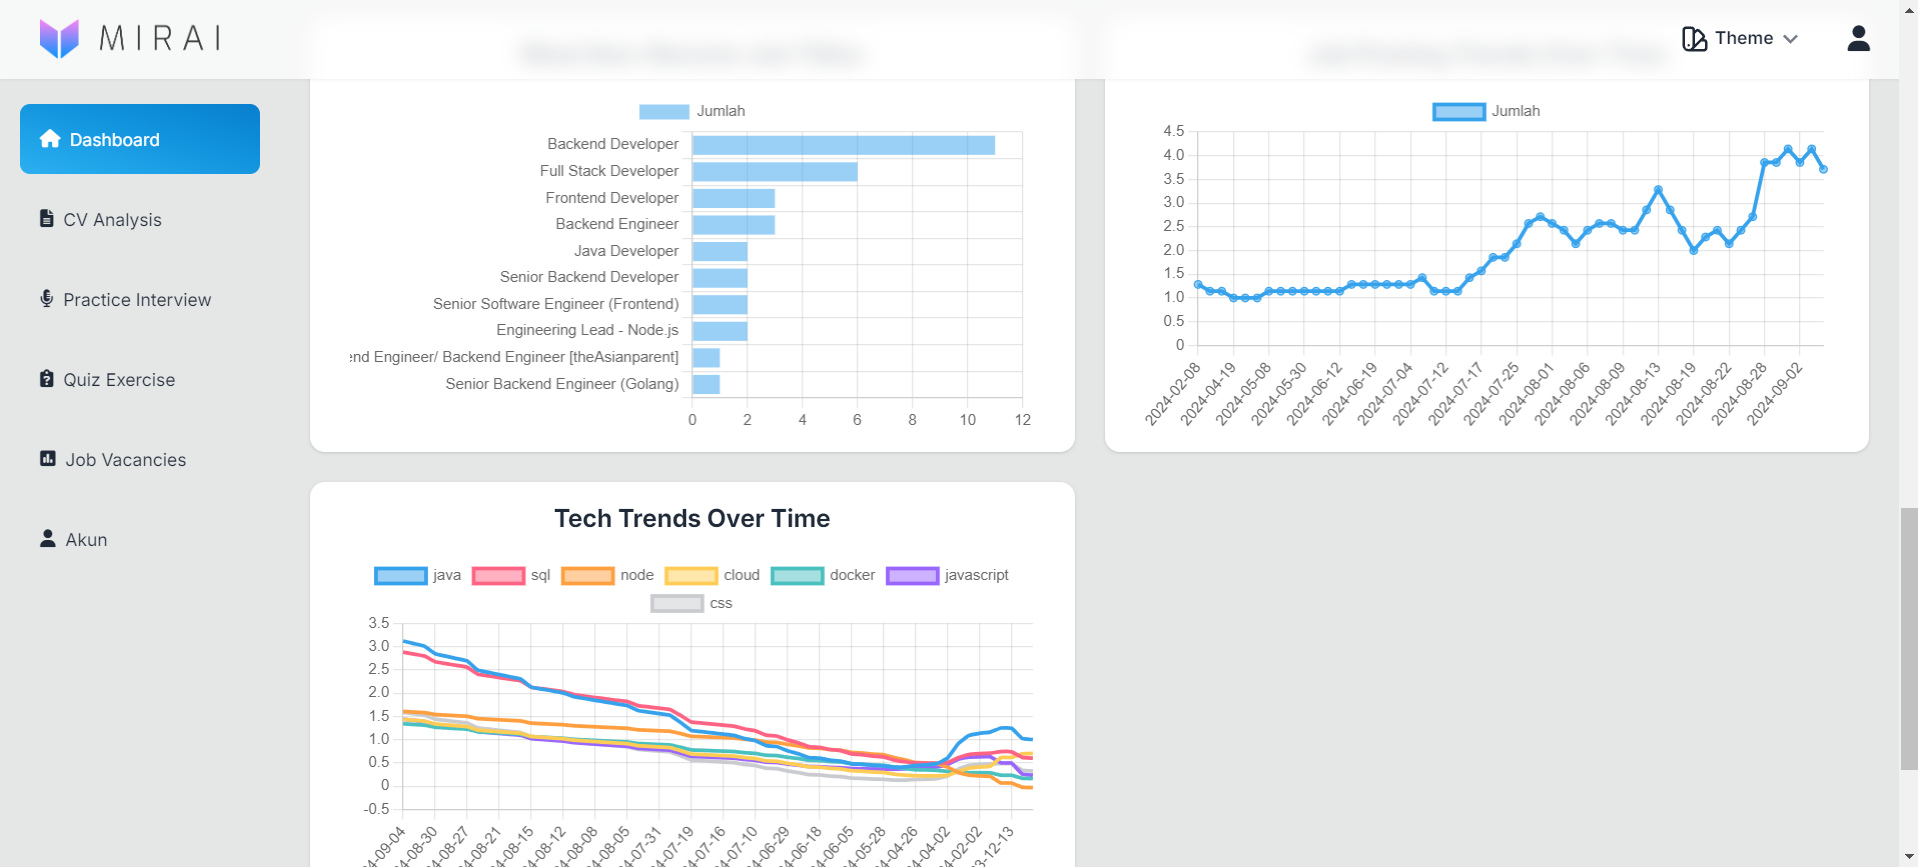 MIRAI
Theme
Dashboard
CV Analysis
Practice Interview
Quiz Exercise
Job Vacancies
Akun
Jumlah
Backend Developer
Full Stack Developer
Frontend Developer
Backend Engineer
Java Developer
Senior Backend Developer
Senior Software Engineer (Frontend)
Engineering Lead - Node.js
end Engineer/ Backend Engineer [theAsianparent]
Senior Backend Engineer (Golang)
0 2 4 6 8 10 12
Jumlah
4.5
4.0
3.5
3.0
2.5
2.0
1.5
1.0
0.5
0
2024-02-08 2024-04-19 2024-05-08 2024-05-30 2024-06-12 2024-06-19 2024-07-04 2024-07-12 2024-07-17 2024-07-25 2024-08-01 2024-08-06 2024-08-09 2024-08-13 2024-08-19 2024-08-22 2024-08-28 2024-09-02
Tech Trends Over Time
java sql node cloud docker javascript
css
3.5
3.0
2.5
2.0
1.5
1.0
0.5
0
-0.5
4-09-04 4-08-30 4-08-27 4-08-21 4-08-15 4-08-12 4-08-08 4-08-05 4-07-31 4-07-19 4-07-16 4-07-10 4-06-29 4-06-18 4-06-05 4-05-28 4-04-26 4-04-02 4-02-02 3-12-13